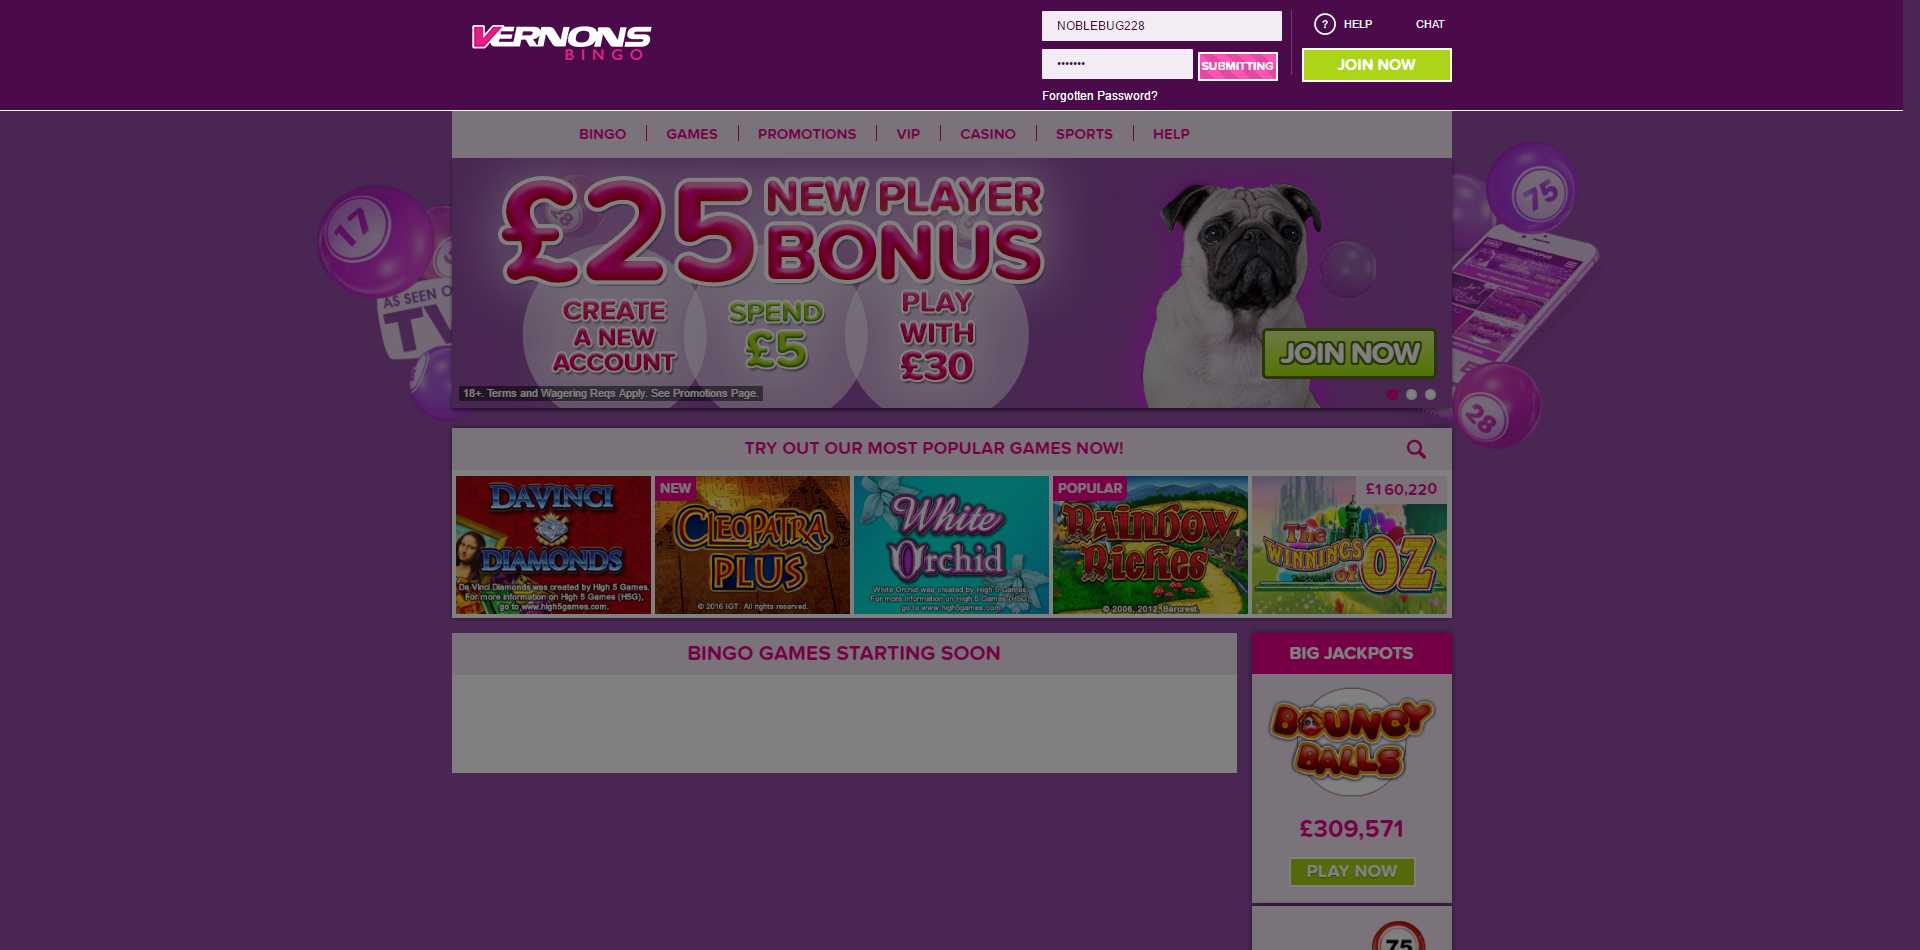 VERNONS
BINGO
NOBLEBUG228
•••••••
SUBMITTING
Forgotten Password?
? HELP
CHAT
JOIN NOW
BINGO
GAMES
PROMOTIONS
VIP
CASINO
SPORTS
HELP
£25 NEW PLAYER
BONUS
CREATE
A NEW
ACCOUNT
SPEND
£5
PLAY
WITH
£30
JOIN NOW
18+. Terms and Wagering Reqs Apply. See Promotions Page.
17
28
AS SEEN O
TV
75
28
TRY OUT OUR MOST POPULAR GAMES NOW!
DAVINCI
DIAMONDS
Da Vinci Diamonds was created by High 5 Games.
For more information on High 5 Games (H5G),
go to www.high5games.com.
NEW
CLEOPATRA
PLUS
© 2016 IGT. All rights reserved.
White
Orchid
White Orchid was created by High 5 Games.
For more information on High 5 Games (H5G),
go to www.high5games.com.
POPULAR
Rainbow
Riches
© 2008, 2012, Barcrest.
£160,220
The
WINNINGS
of OZ
BINGO GAMES STARTING SOON
BIG JACKPOTS
BOUNCY
BALLS
£309,571
PLAY NOW
75